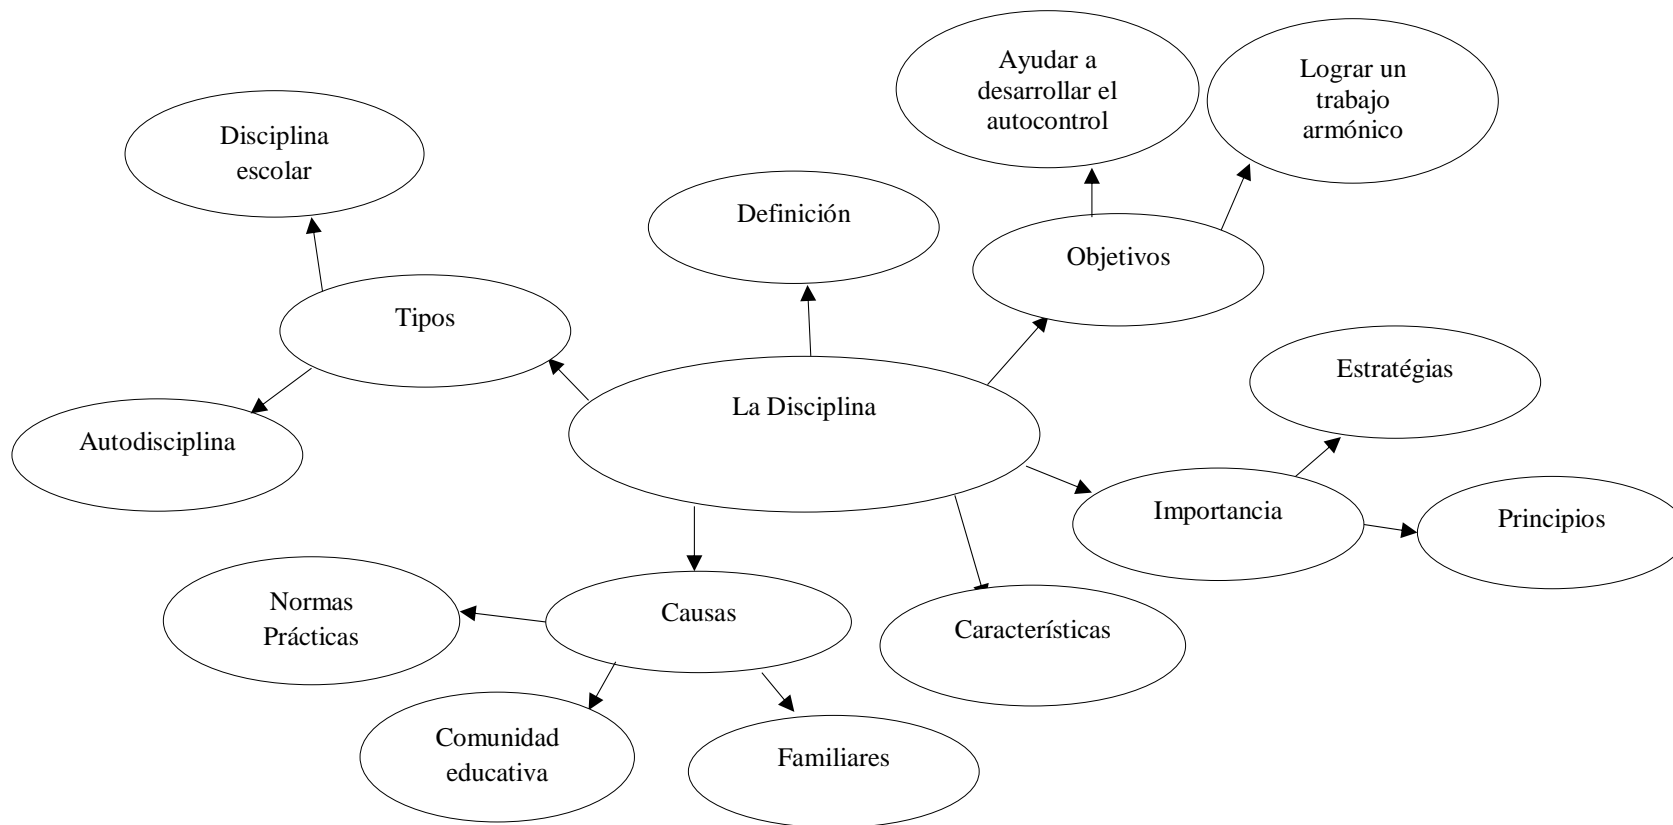 Ayudar a
desarrollar el
autocontrol
Lograr un
trabajo
armónico
Disciplina
escolar
Definición
Objetivos
Tipos
Estratégias
La Disciplina
Autodisciplina
Importancia
Principios
Normas
Prácticas
Causas
Características
Comunidad
educativa
Familiares